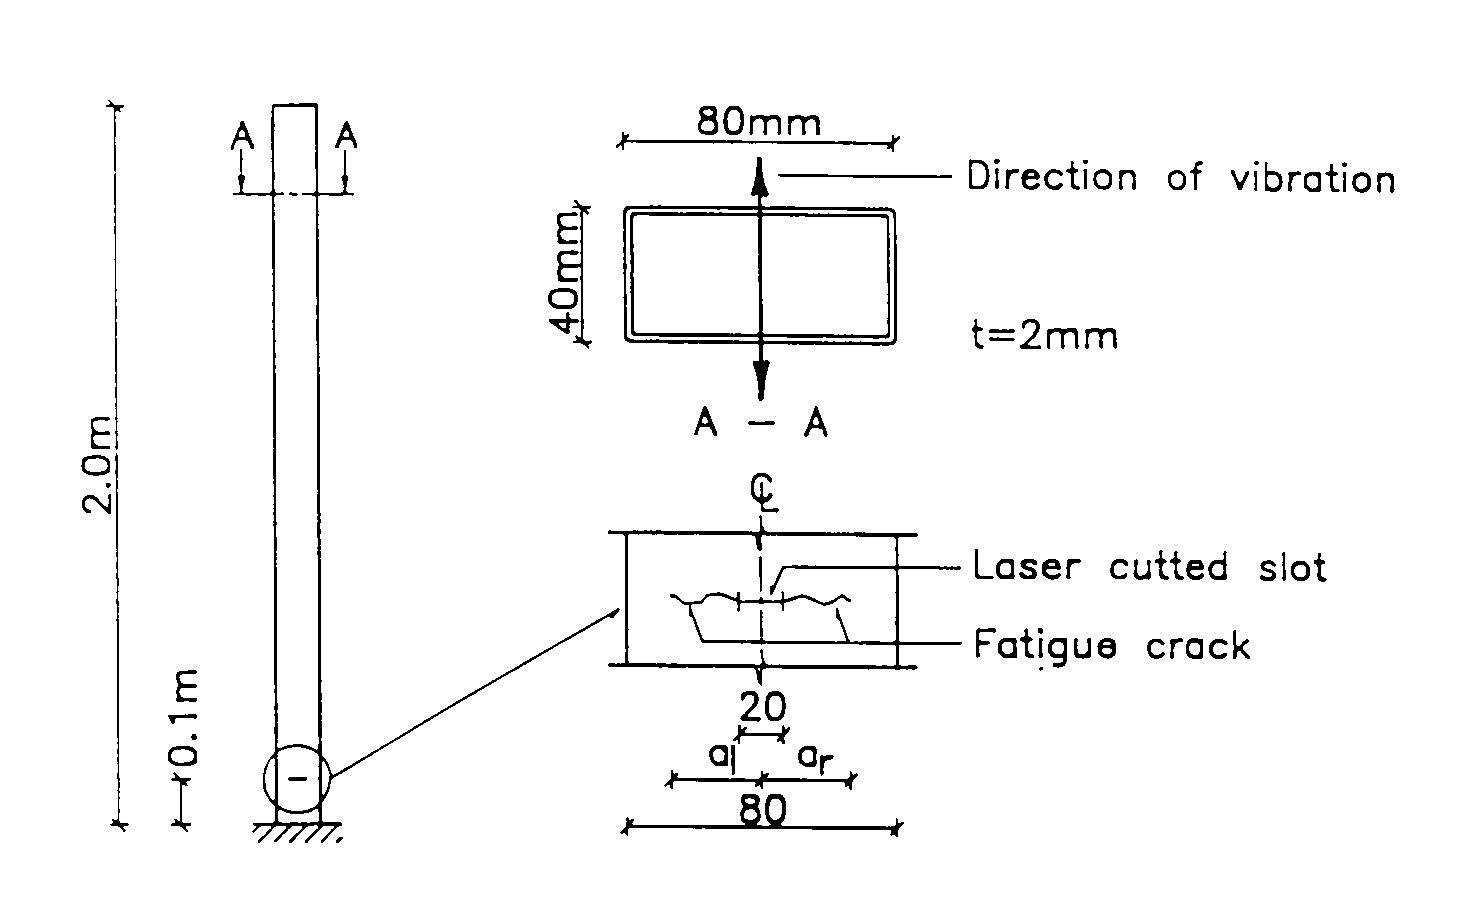 80mm
A A
Direction of vibration
40mm
t=2mm
A - A
2.0m
℄
Laser cutted slot
Fatigue crack
0.1m
20
al ar
80